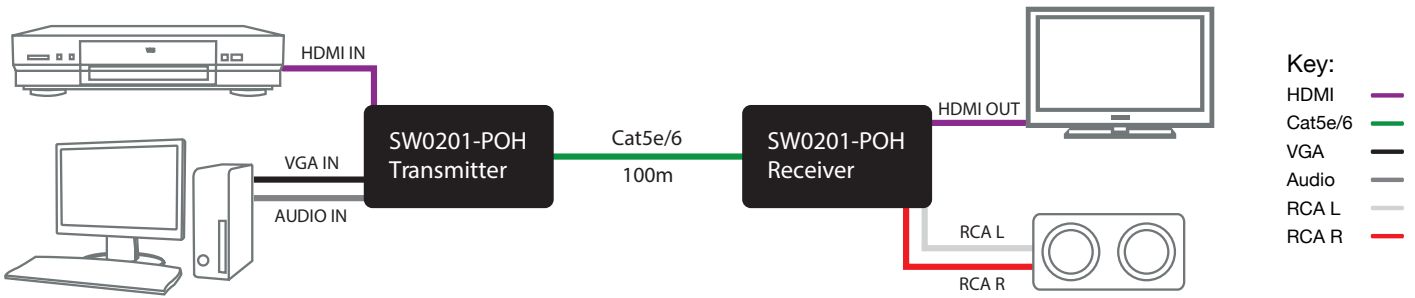 HDMI IN
VGA IN
AUDIO IN
SW0201-POH
Transmitter
Cat5e/6
100m
SW0201-POH
Receiver
HDMI OUT
RCA L
RCA R
Key:
HDMI
Cat5e/6
VGA
Audio
RCA L
RCA R